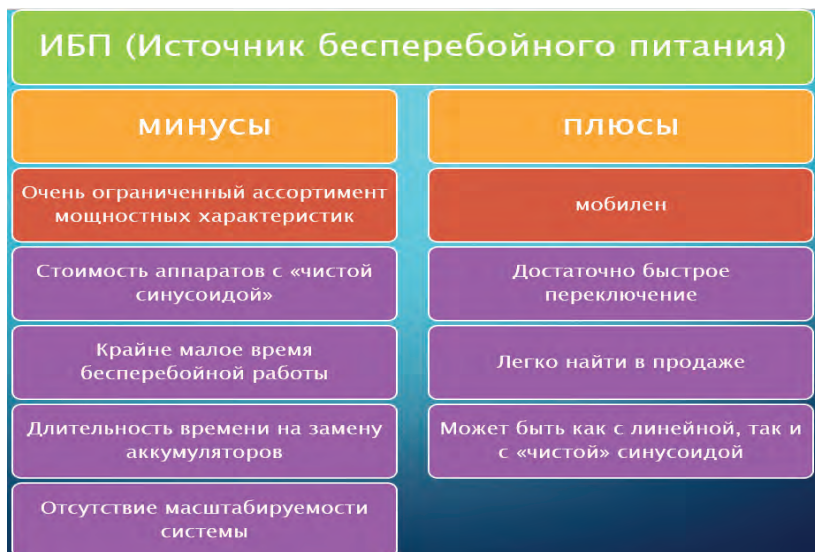 ИБП (Источник бесперебойного питания)
минусы
Очень ограниченный ассортимент
мощностных характеристик
Стоимость аппаратов с «чистой
синусоидой»
Крайне малое время
бесперебойной работы
Длительность времени на замену
аккумуляторов
Отсутствие масштабируемости
системы
плюсы
мобилен
Достаточно быстрое
переключение
Легко найти в продаже
Может быть как с линейной, так и
с «чистой» синусоидой